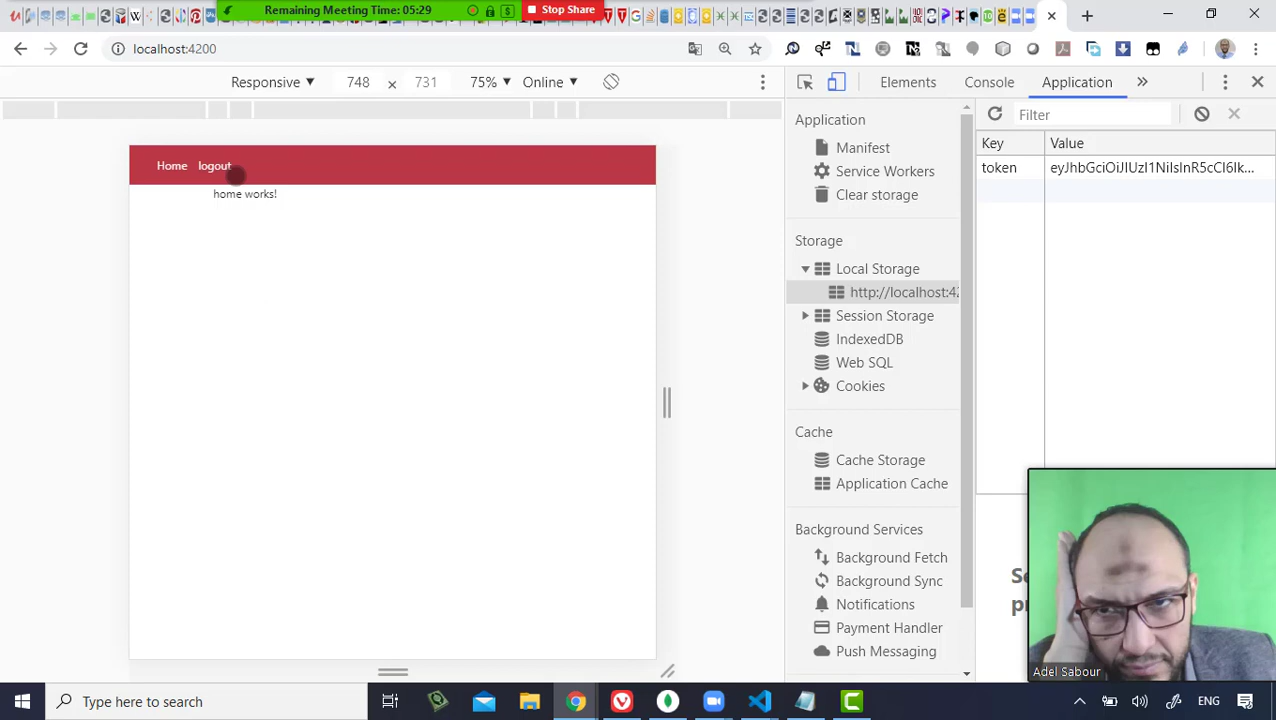 Remaining Meeting Time: 05:29
Stop Share
localhost:4200
Responsive
748
×
731
75%
Online
Elements
Console
Application
»
Home
logout
home works!
Application
Manifest
Service Workers
Clear storage
Storage
Local Storage
http://localhost:42
Session Storage
IndexedDB
Web SQL
Cookies
Cache
Cache Storage
Application Cache
Background Services
Background Fetch
Background Sync
Notifications
Payment Handler
Push Messaging
Filter
Key
Value
token
Adel Sabour
Type here to search
ENG